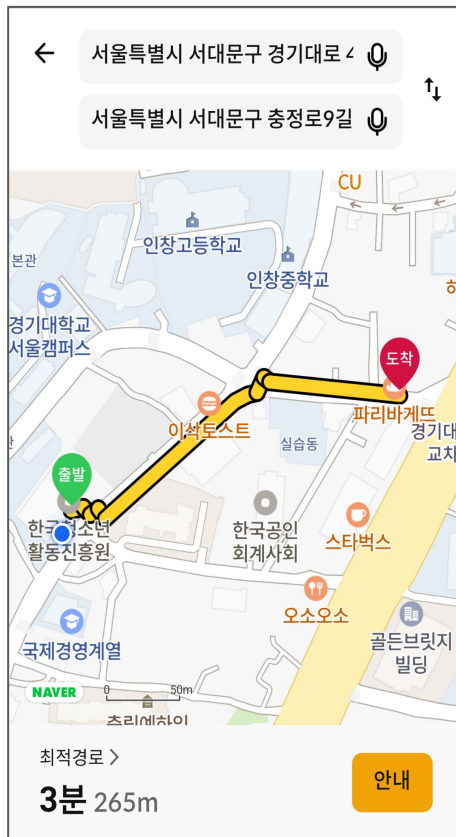 서울특별시 서대문구 경기대로 4
서울특별시 서대문구 충정로9길
CU
인창고등학교
본관
인창중학교
경기대학교
서울캠퍼스
도착
파리바게뜨
이삭토스트
경기대
교차
실습동
출발
한국청소년
활동진흥원
한국공인
회계사회
스타벅스
오소오소
국제경영계열
골든브릿지
빌딩
NAVER
0 50m
최적경로 >
3분 265m
안내